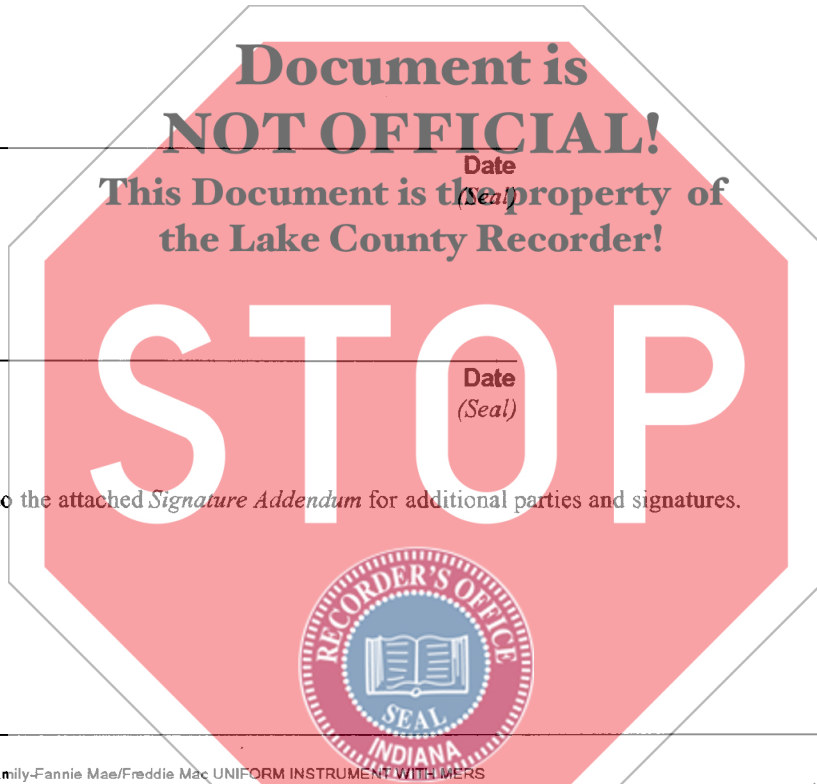 Document is
NOT OFFICIAL!
Date
This Document is the property of
(Seal)
the Lake County Recorder!
STOP
Date
(Seal)
o the attached Signature Addendum for additional parties and signatures.
RECORDER'S OFFICE
SEAL
INDIANA
mily-Fannie Mae/Freddie Mac UNIFORM INSTRUMENT WITH MERS